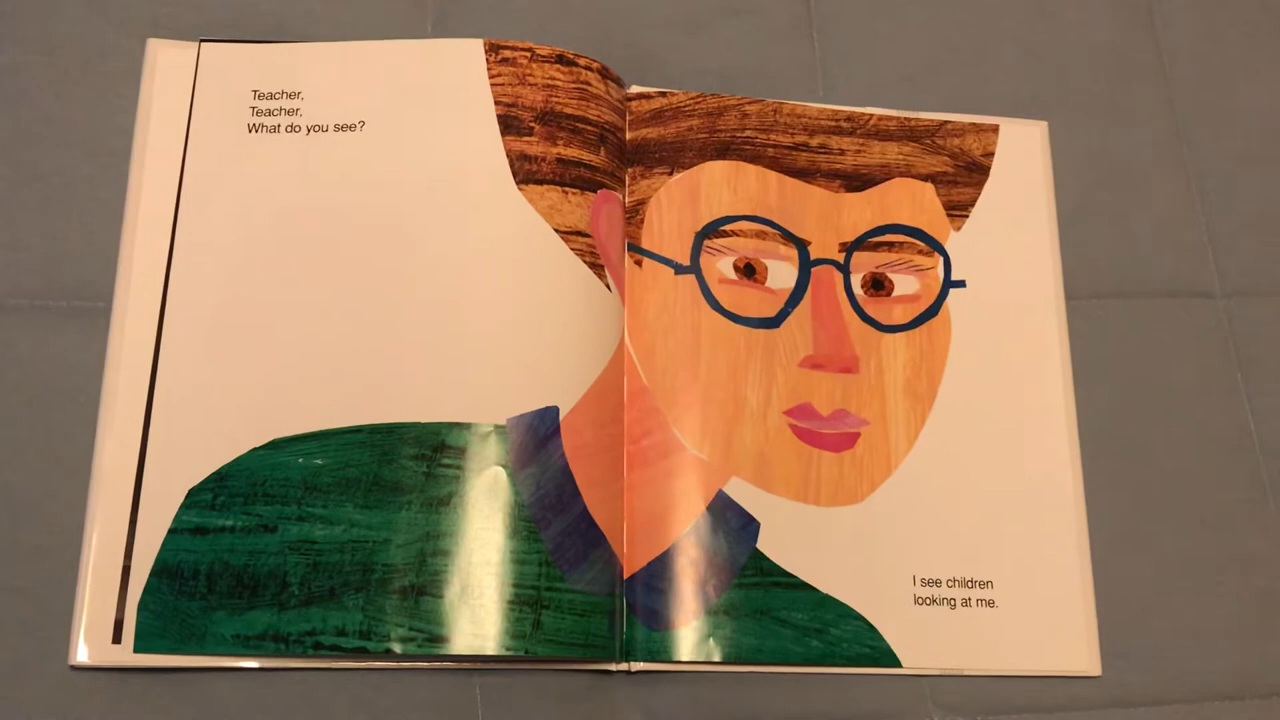 Teacher,
Teacher,
What do you see?
I see children
looking at me.